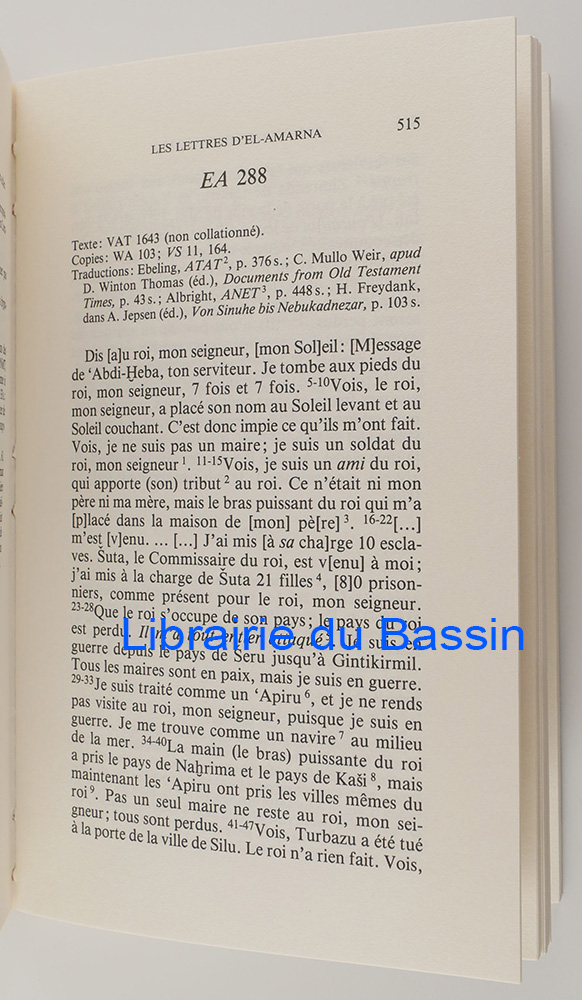 LES LETTRES D'EL-AMARNA 515
EA 288
Texte: VAT 1643 (non collationné).
Copies: WA 103; VS 11, 164.
Traductions: Ebeling, ATAT², p. 376 s.; C. Mullo Weir, apud
D. Winton Thomas (éd.), Documents from Old Testament
Times, p. 43 s.; Albright, ANET³, p. 448 s.; H. Freydank,
dans A. Jepsen (éd.), Von Sinuhe bis Nebukadnezar, p. 103 s.
Dis [a]u roi, mon seigneur, [mon Sol]eil: [M]essage
de 'Abdi-Ḫeba, ton serviteur. Je tombe aux pieds du
roi, mon seigneur, 7 fois et 7 fois. ⁵⁻¹⁰Vois, le roi,
mon seigneur, a placé son nom au Soleil levant et au
Soleil couchant. C'est donc impie ce qu'ils m'ont fait.
Vois, je ne suis pas un maire; je suis un soldat du
roi, mon seigneur¹. ¹¹⁻¹⁵Vois, je suis un ami du roi,
qui apporte (son) tribut² au roi. Ce n'était ni mon
père ni ma mère, mais le bras puissant du roi qui m'a
[p]lacé dans la maison de [mon] pè[re]³. ¹⁶⁻²²[...]
m'est [v]enu. ... [...] J'ai mis [à sa cha]rge 10 escla-
ves. Šuta, le Commissaire du roi, est v[enu] à moi;
j'ai mis à la charge de Šuta 21 filles⁴, [8]0 prison-
niers, comme présent pour le roi, mon seigneur.
²³⁻²⁸Que le roi s'occupe de son pays; le pays du roi
est perdu. Il m'a tout entier attaqué⁵. Je suis en
Librairie du Bassin
guerre depuis le pays de Šeru jusqu'à Gintikirmil.
Tous les maires sont en paix, mais je suis en guerre.
²⁹⁻³³Je suis traité comme un 'Apiru⁶, et je ne rends
pas visite au roi, mon seigneur, puisque je suis en
guerre. Je me trouve comme un navire⁷ au milieu
de la mer. ³⁴⁻⁴⁰La main (le bras) puissante du roi
a pris le pays de Naḫrima et le pays de Kaši⁸, mais
maintenant les 'Apiru ont pris les villes mêmes du
roi⁹. Pas un seul maire ne reste au roi, mon sei-
gneur; tous sont perdus. ⁴¹⁻⁴⁷Vois, Turbazu a été tué
à la porte de la ville de Silu. Le roi n'a rien fait. Vois,